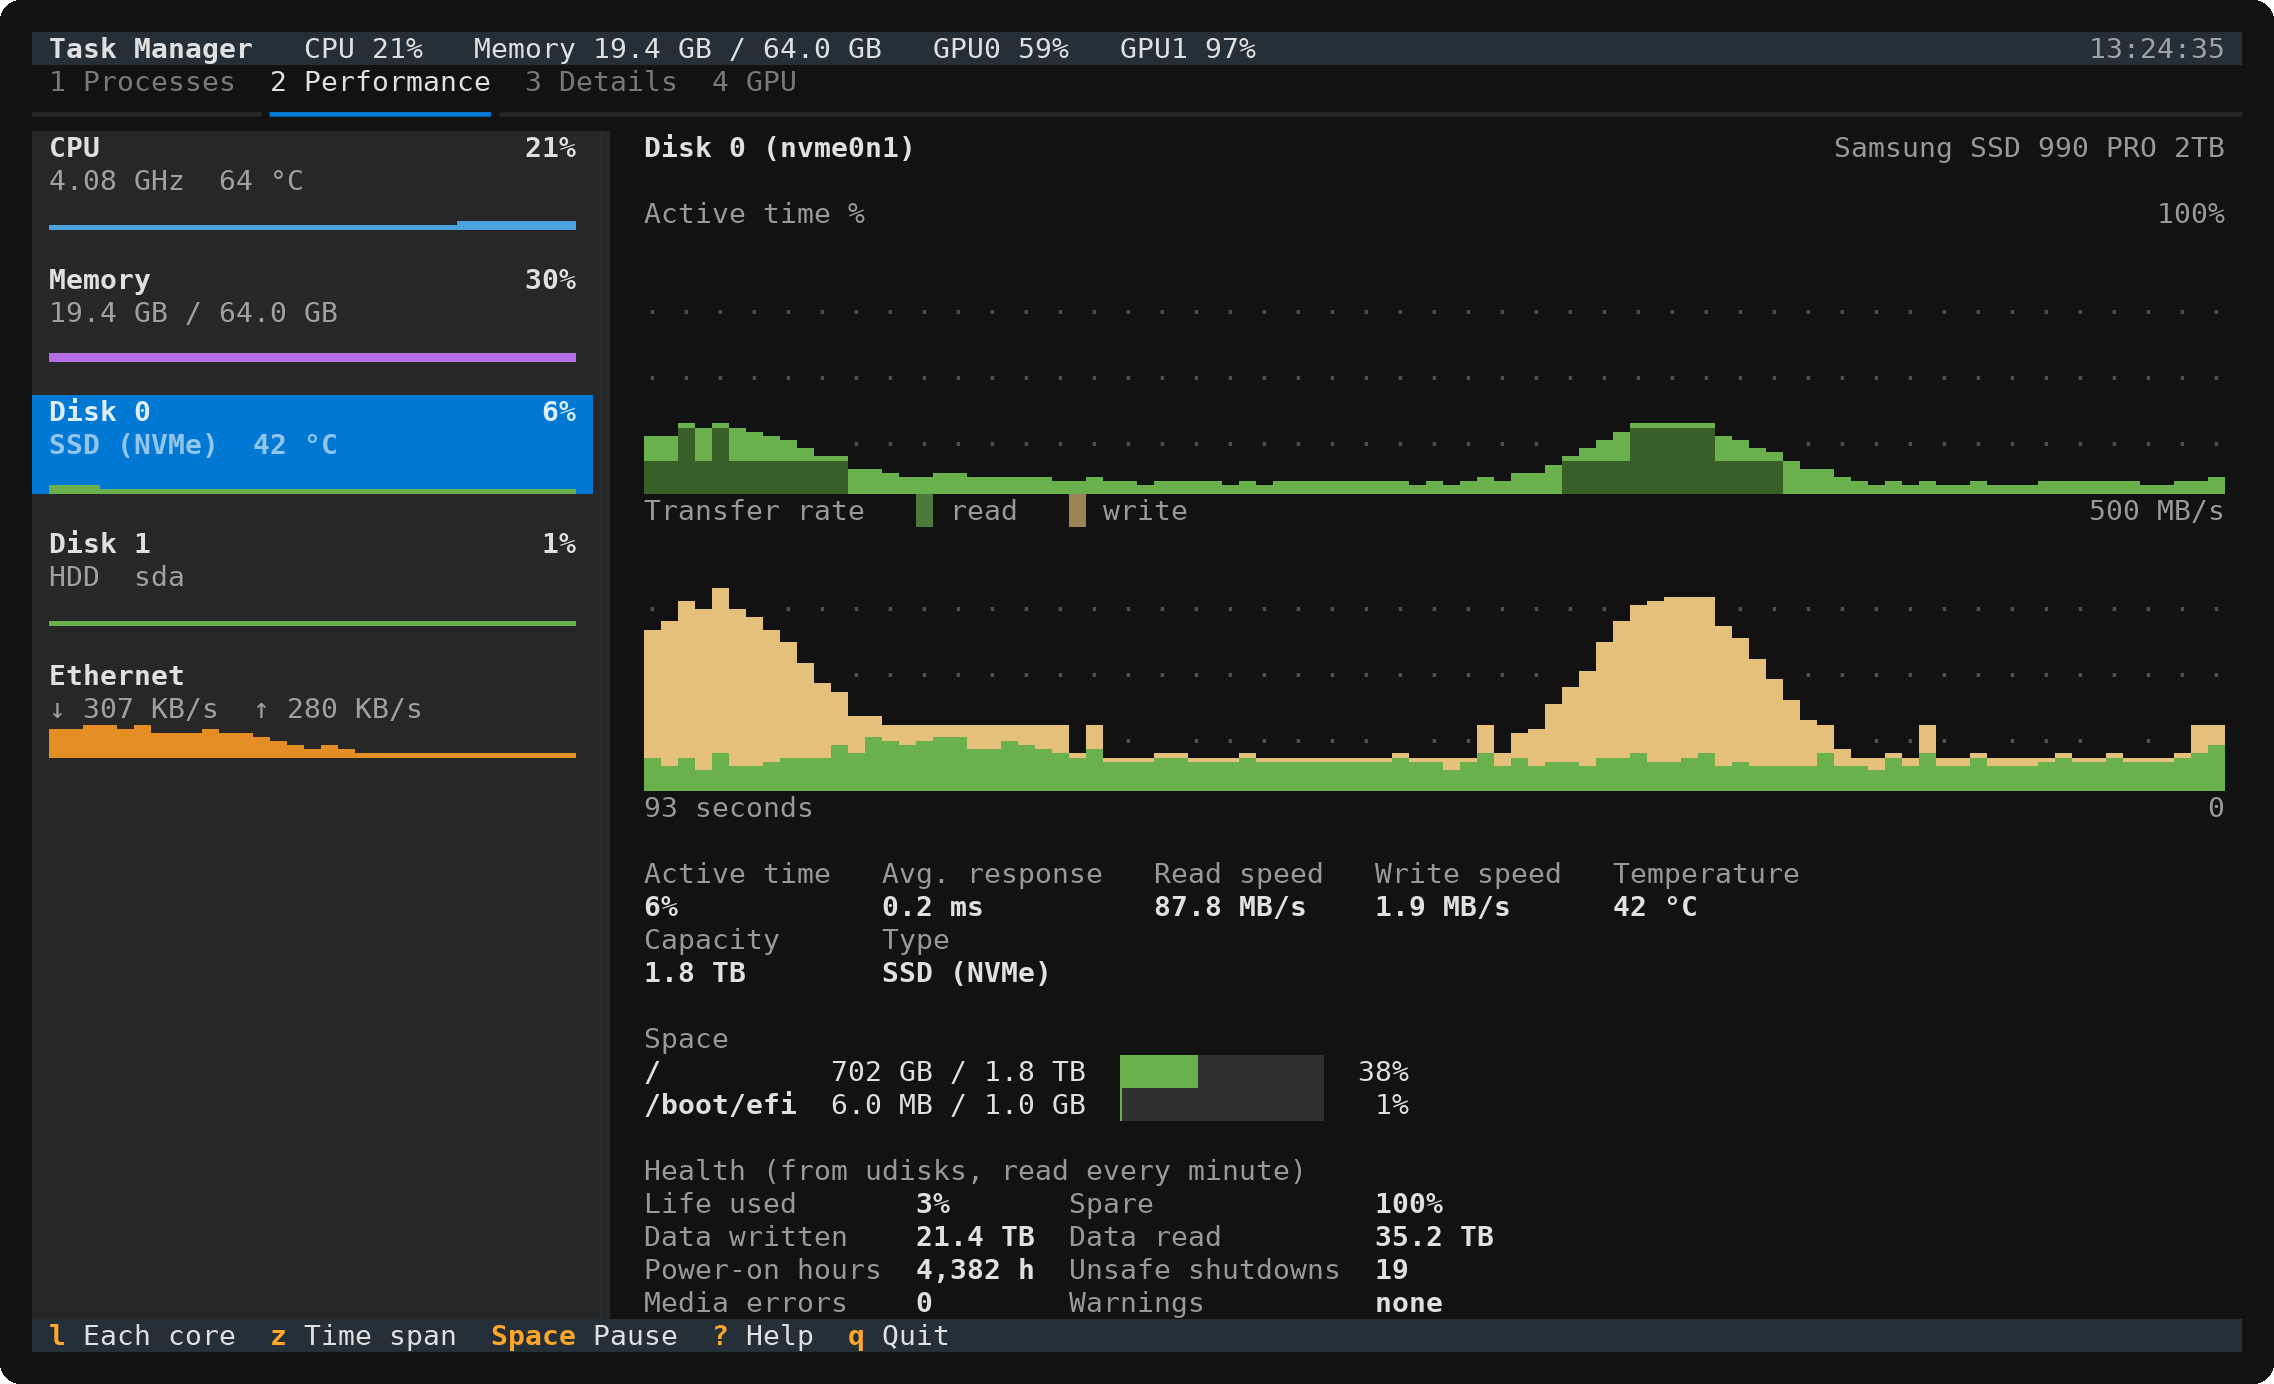 Task Manager   CPU 21%   Memory 19.4 GB / 64.0 GB   GPU0 59%   GPU1 97%   13:24:35
1 Processes  2 Performance  3 Details  4 GPU
CPU 21%
4.08 GHz  64 °C
Memory 30%
19.4 GB / 64.0 GB
Disk 0 6%
SSD (NVMe)  42 °C
Disk 1 1%
HDD  sda
Ethernet
↓ 307 KB/s  ↑ 280 KB/s
Disk 0 (nvme0n1)   Samsung SSD 990 PRO 2TB
Active time %   100%
Transfer rate   read   write   500 MB/s
93 seconds   0
Active time   Avg. response   Read speed   Write speed   Temperature
6%   0.2 ms   87.8 MB/s   1.9 MB/s   42 °C
Capacity   Type
1.8 TB   SSD (NVMe)
Space
/   702 GB / 1.8 TB   38%
/boot/efi  6.0 MB / 1.0 GB   1%
Health (from udisks, read every minute)
Life used   3%   Spare   100%
Data written   21.4 TB   Data read   35.2 TB
Power-on hours   4,382 h   Unsafe shutdowns   19
Media errors   0   Warnings   none
l Each core  z Time span  Space Pause  ? Help  q Quit